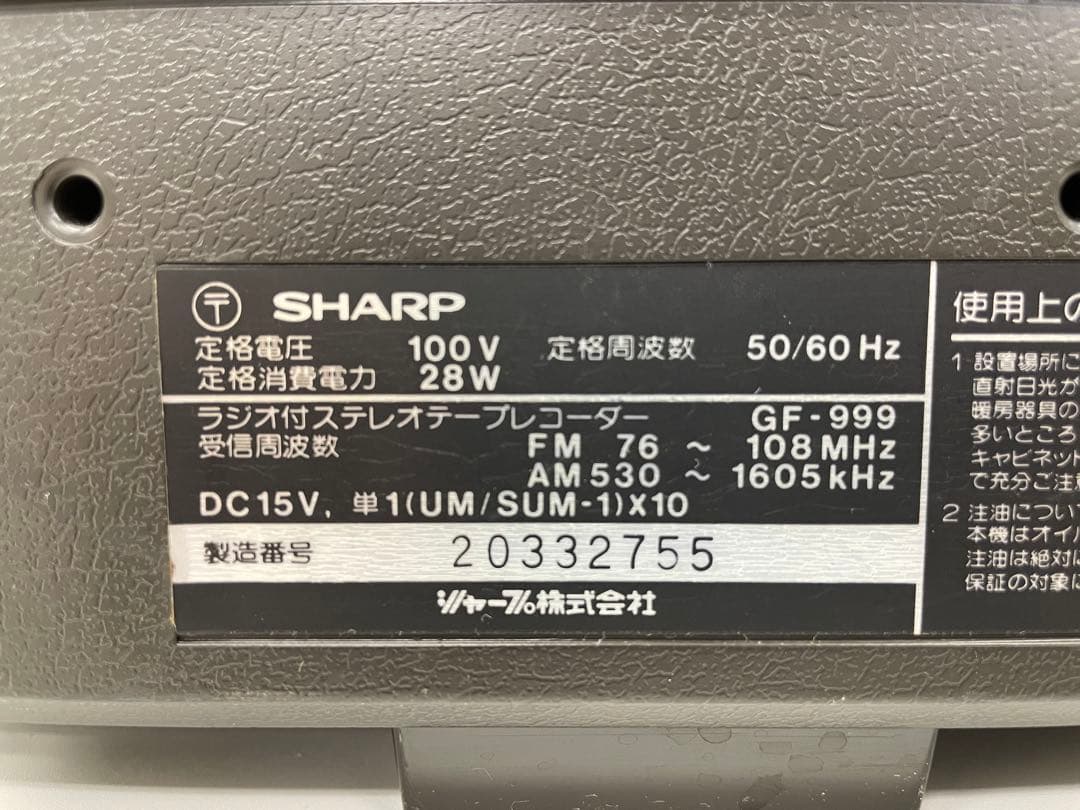 〒 SHARP
定格電圧 100V 定格周波数 50/60Hz
定格消費電力 28W
ラジオ付ステレオテープレコーダー GF-999
受信周波数 FM 76 ~ 108MHz
AM 530 ~ 1605kHz
DC15V, 単1(UM/SUM-1)X10
製造番号 20332755
シャープ株式会社
使用上の
1 設置場所に
直射日光が
暖房器具の
多いところ
キャビネット
て充分ご注意
2 注油につい
本機はオイル
注油は絶対に
保証の対象に